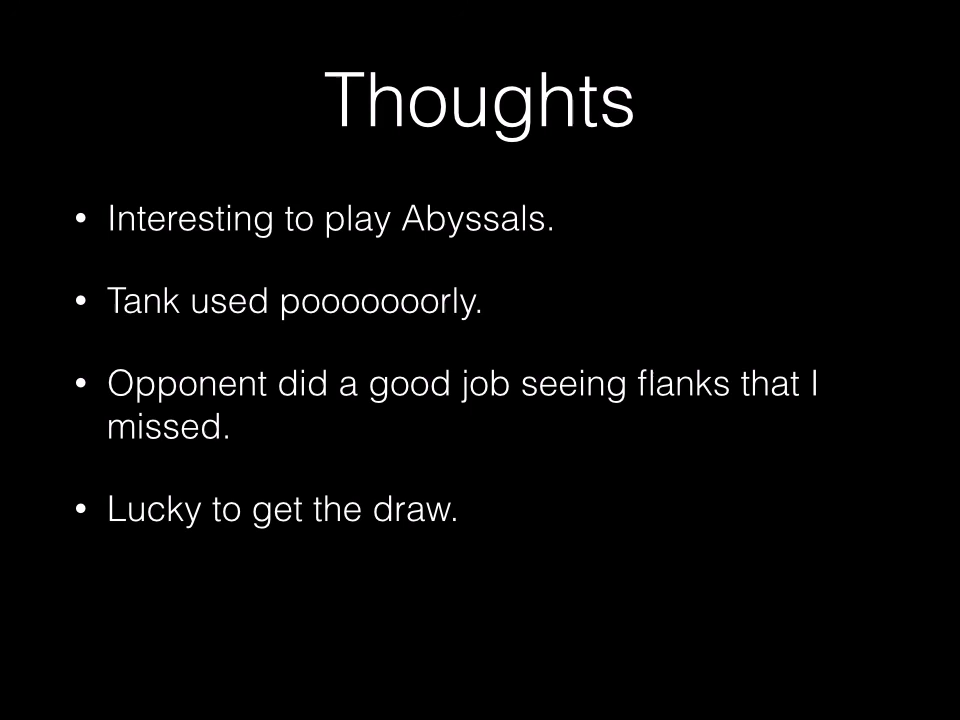 Thoughts
• Interesting to play Abyssals.
• Tank used powooooorly.
• Opponent did a good job seeing flanks that I
missed.
• Lucky to get the draw.